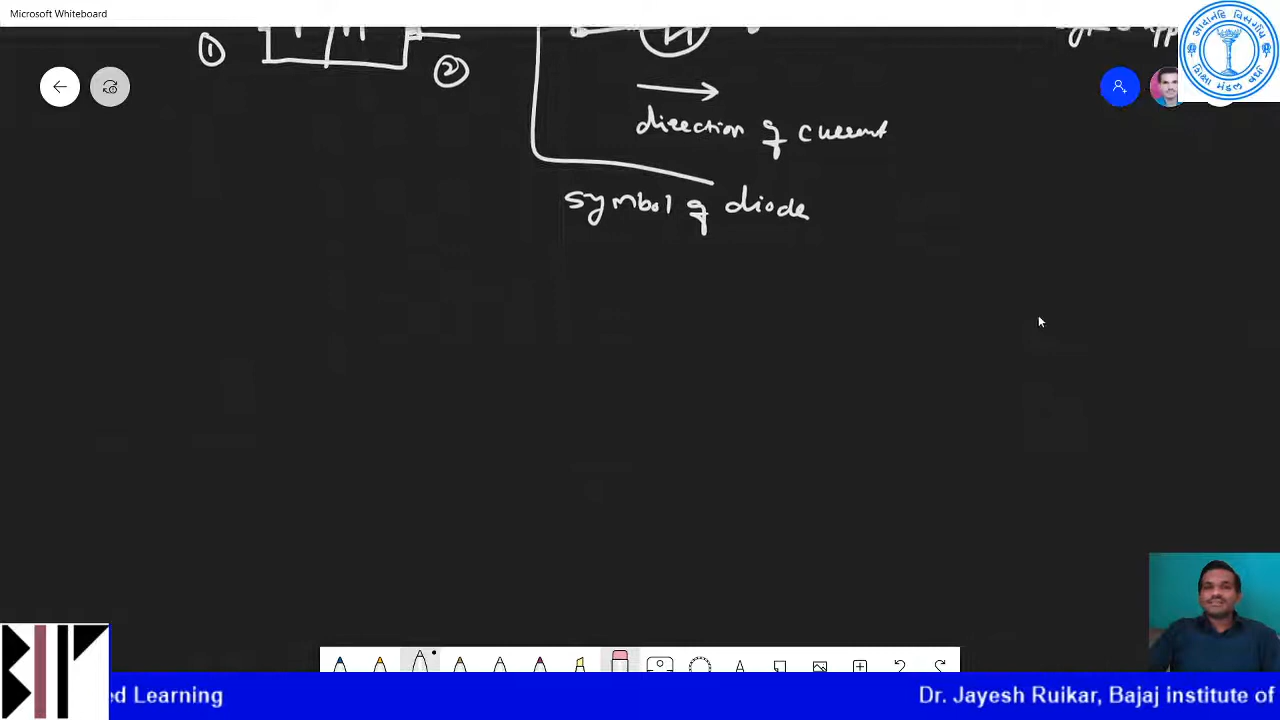 Microsoft Whiteboard
①
②
direction of current
symbol of diode
ed Learning
Dr. Jayesh Ruikar, Bajaj institute of